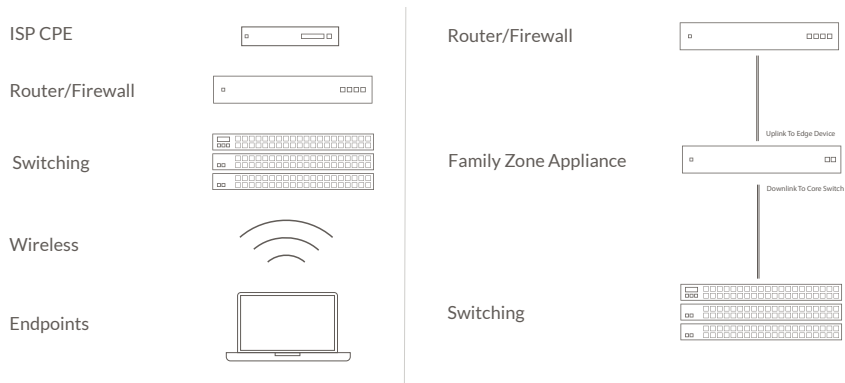 ISP CPE
Router/Firewall
Switching
Wireless
Endpoints
Router/Firewall
Uplink To Edge Device
Family Zone Appliance
Downlink To Core Switch
Switching